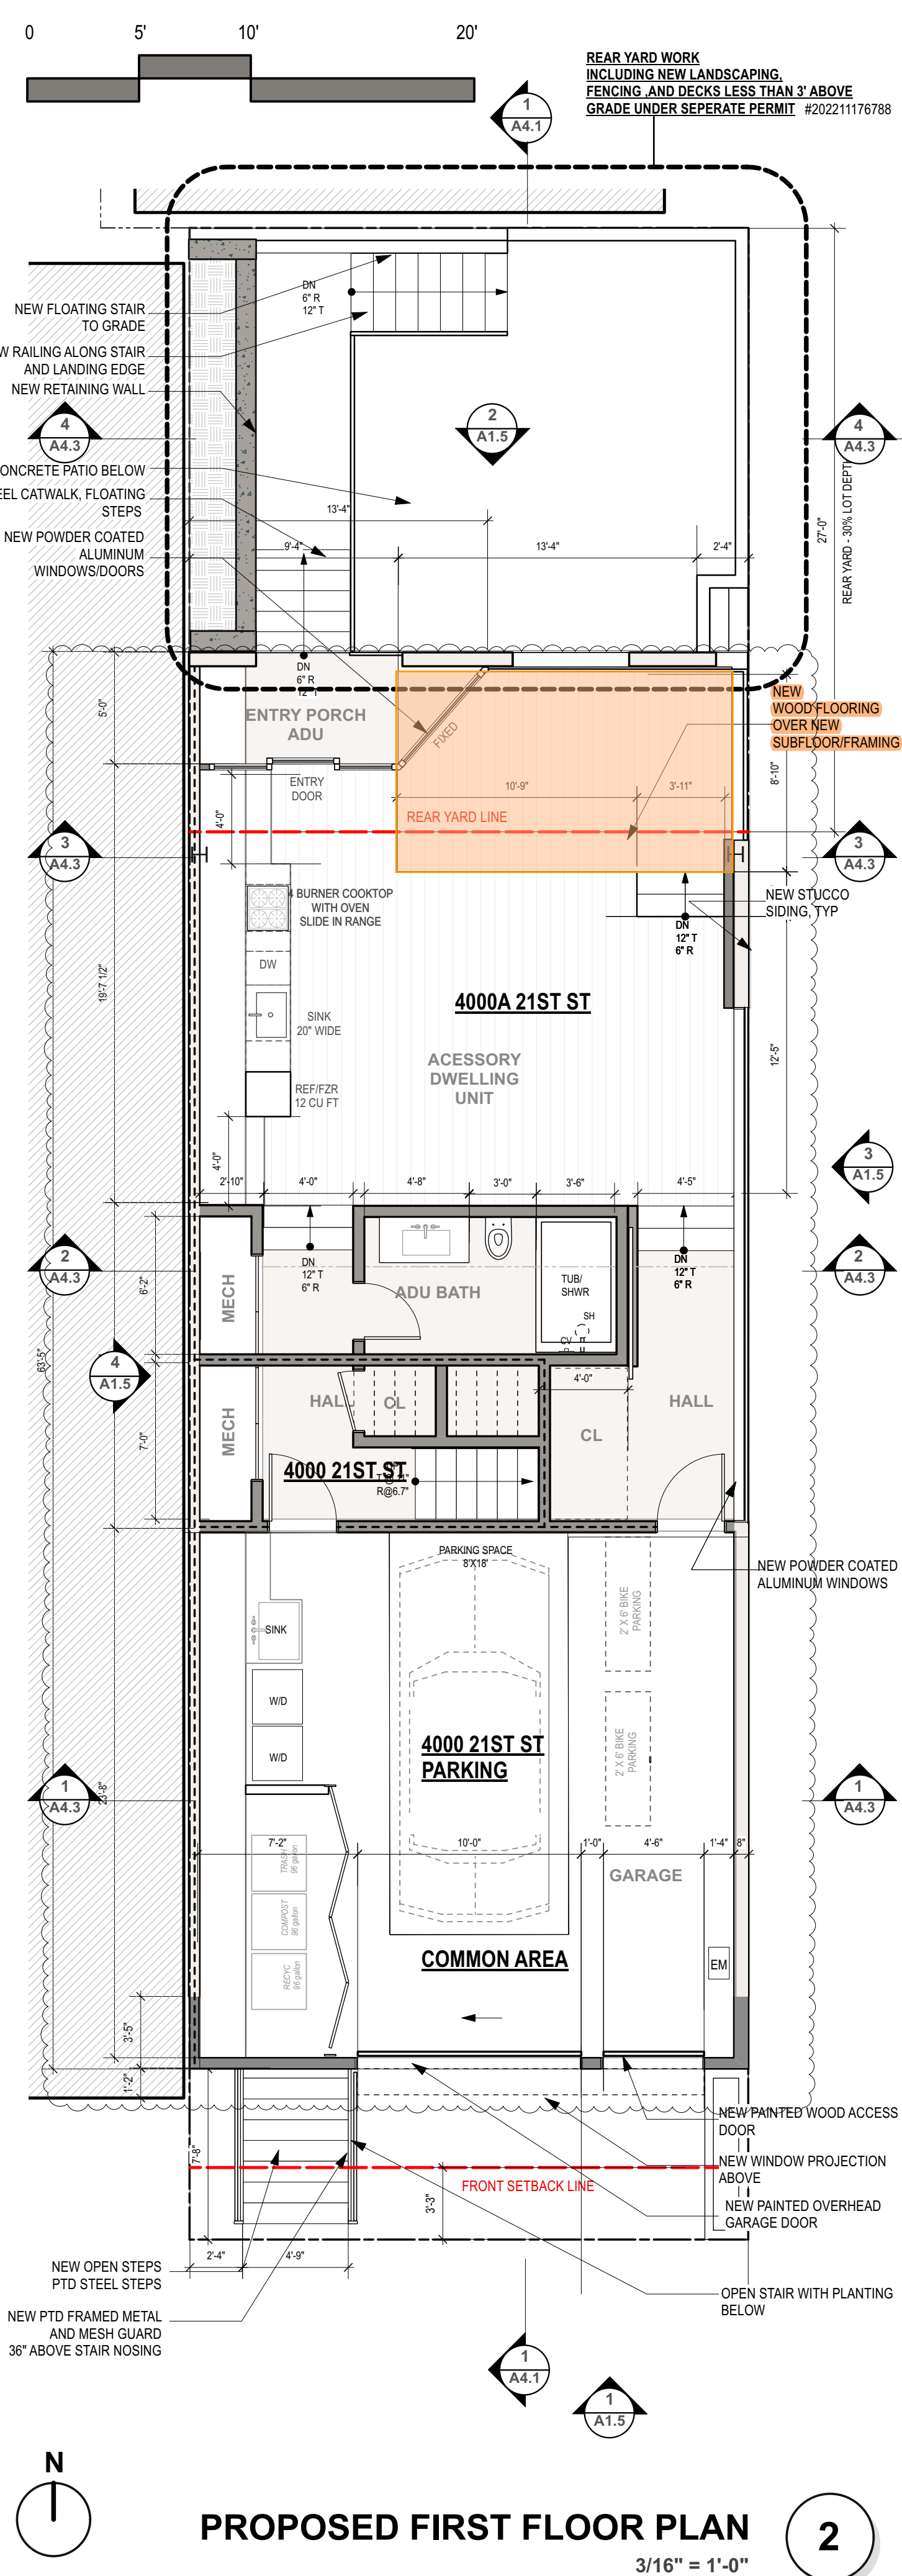 0 5' 10' 20'
REAR YARD WORK
INCLUDING NEW LANDSCAPING,
FENCING ,AND DECKS LESS THAN 3' ABOVE
GRADE UNDER SEPERATE PERMIT #202211176788
1
A4.1
DN
6" R
12" T
NEW FLOATING STAIR
TO GRADE
W RAILING ALONG STAIR
AND LANDING EDGE
NEW RETAINING WALL
4
A4.3
2
A1.5
4
A4.3
ONCRETE PATIO BELOW
EEL CATWALK, FLOATING
STEPS
NEW POWDER COATED
ALUMINUM
WINDOWS/DOORS
13'-4"
9'-4"
13'-4"
2'-4"
27'-0"
REAR YARD - 30% LOT DEPTH
DN
6" R
12" T
5'-0"
ENTRY PORCH
ADU
FIXED
NEW
WOOD FLOORING
OVER NEW
SUBFLOOR/FRAMING
8'-10"
ENTRY
DOOR
10'-9"
3'-11"
4'-0"
REAR YARD LINE
3
A4.3
3
A4.3
4 BURNER COOKTOP
WITH OVEN
SLIDE IN RANGE
NEW STUCCO
SIDING, TYP
DN
12" T
6" R
DW
19'-7 1/2"
4000A 21ST ST
SINK
20" WIDE
12'-5"
ACESSORY
DWELLING
UNIT
REF/FZR
12 CU FT
4'-0"
3
A1.5
2'-10"
4'-0"
4'-8"
3'-0"
3'-6"
4'-5"
2
A4.3
2
A4.3
6'-2"
MECH
DN
12" T
6" R
ADU BATH
TUB/
SHWR
SH
CV
DN
12" T
6" R
63'-5"
4
A1.5
4'-0"
MECH
HALL
CL
CL
HALL
7'-0"
4000 21ST ST
R@6.7"
PARKING SPACE
8'X18'
NEW POWDER COATED
ALUMINUM WINDOWS
2' X 6' BIKE
PARKING
SINK
W/D
W/D
4000 21ST ST
PARKING
2' X 6' BIKE
PARKING
1
A4.3
1
A4.3
23'-8"
7'-2"
10'-0"
1'-0"
4'-6"
1'-4"
8"
TRASH
96 gallon
GARAGE
COMPOST
96 gallon
COMMON AREA
RECYC
96 gallon
EM
3'-5"
1'-2"
NEW PAINTED WOOD ACCESS
DOOR
7'-8"
NEW WINDOW PROJECTION
ABOVE
FRONT SETBACK LINE
3'-3"
NEW PAINTED OVERHEAD
GARAGE DOOR
2'-4"
4'-9"
NEW OPEN STEPS
PTD STEEL STEPS
OPEN STAIR WITH PLANTING
BELOW
NEW PTD FRAMED METAL
AND MESH GUARD
36" ABOVE STAIR NOSING
1
A4.1
1
A1.5
N
PROPOSED FIRST FLOOR PLAN
2
3/16" = 1'-0"